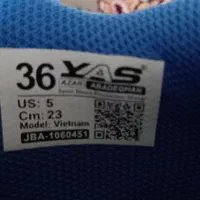 36 YAS
AZAR ABADEGHAN
US: 5
Cm: 23
Model: Vietnam
JBA-1060451